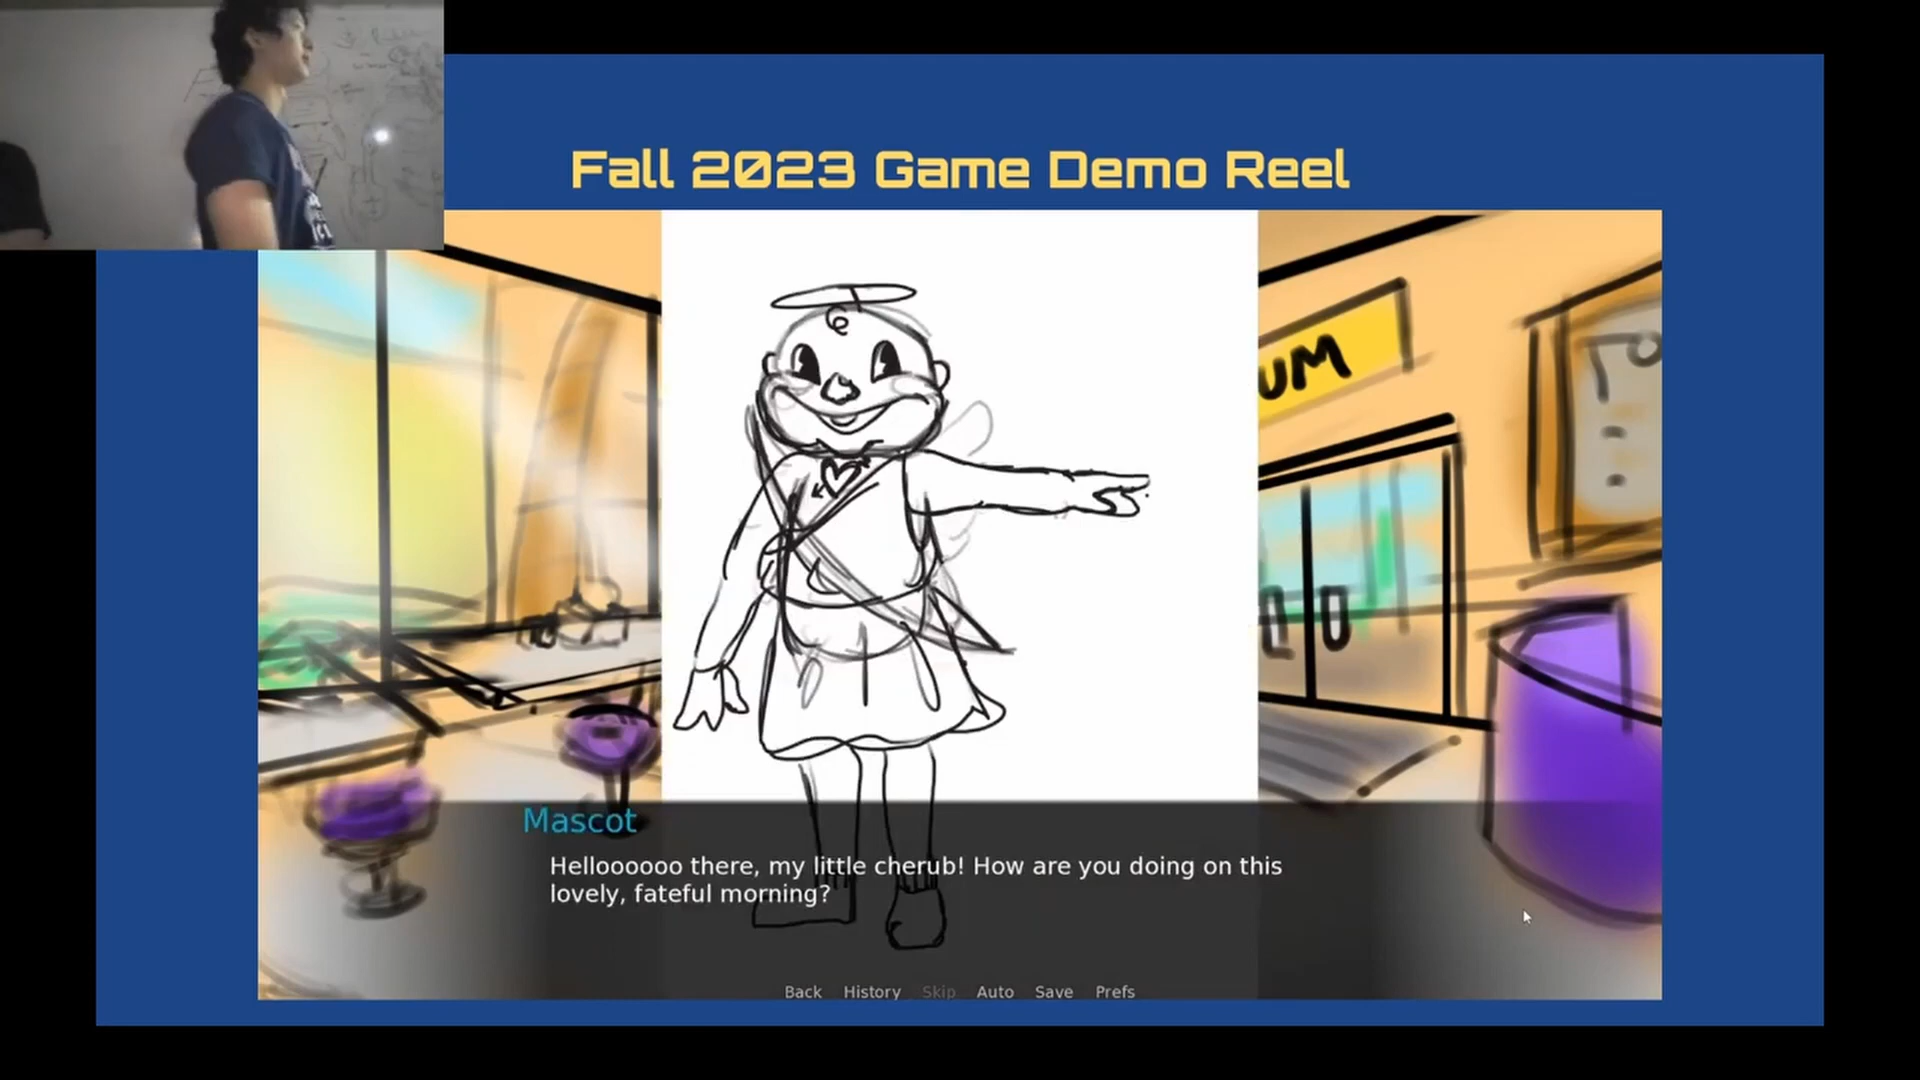 Fall 2023 Game Demo Reel
UM
Mascot
Homelloooooo there, my little cherub! How are you doing on this
lovely, fateful morning?
Back History Skip Auto Save Prefs